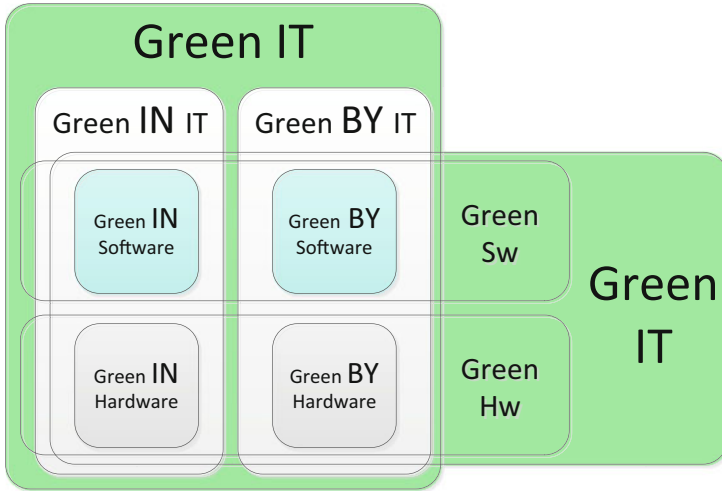 Green IT
Green IN IT
Green BY IT
Green IN
Software
Green BY
Software
Green
Sw
Green
IT
Green IN
Hardware
Green BY
Hardware
Green
Hw